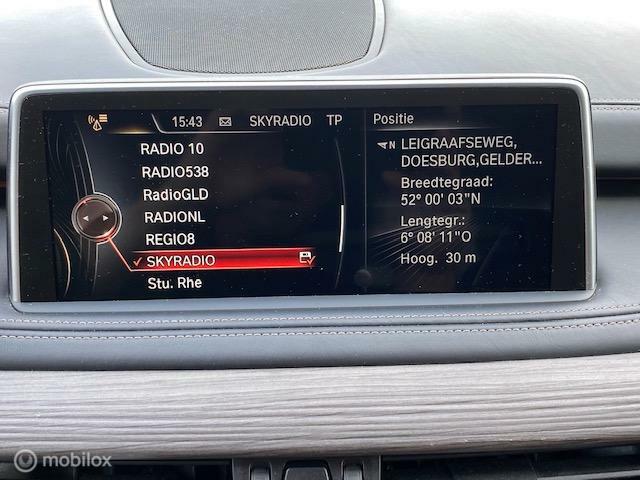 15:43 SKYRADIO TP
RADIO 10
RADIO538
RadioGLD
RADIONL
REGIO8
✓ SKYRADIO
Stu. Rhe
Positie
N LEIGRAAFSEWEG,
DOESBURG,GELDER...
Breedtegraad:
52° 00' 03"N
Lengtegr.:
6° 08' 11"O
Hoog. 30 m
mobilox